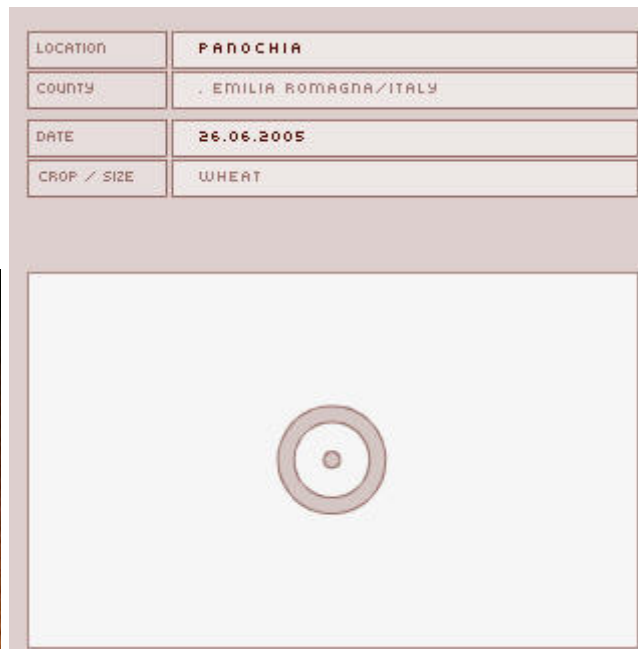 LOCATION PANOCHIA
COUNTY . EMILIA ROMAGNA/ITALY
DATE 26.06.2005
CROP / SIZE WHEAT